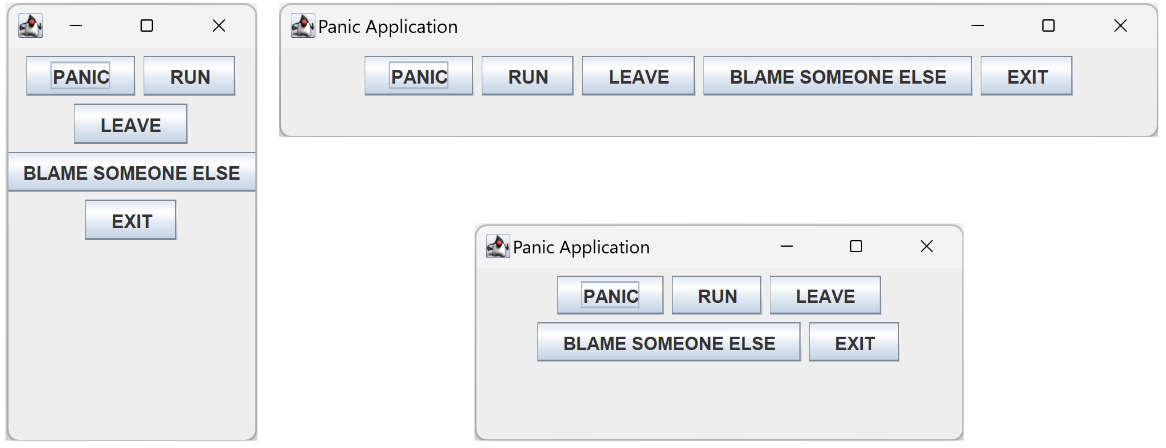 PANIC RUN
LEAVE
BLAME SOMEONE ELSE
EXIT
Panic Application
PANIC RUN LEAVE BLAME SOMEONE ELSE EXIT
Panic Application
PANIC RUN LEAVE
BLAME SOMEONE ELSE EXIT